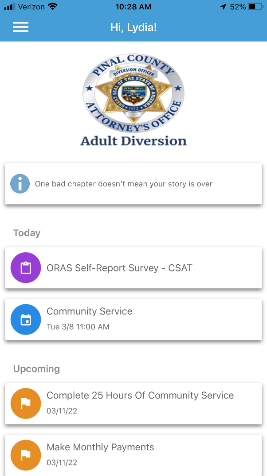 Verizon
10:28 AM
52%
Hi, Lydia!
PINAL COUNTY
DIVERSION OFFICER
ATTORNEY'S OFFICE
Adult Diversion
One bad chapter doesn't mean your story is over
Today
ORAS Self-Report Survey - CSAT
Community Service
Tue 3/8 11:00 AM
Upcoming
Complete 25 Hours Of Community Service
03/11/22
Make Monthly Payments
03/11/22